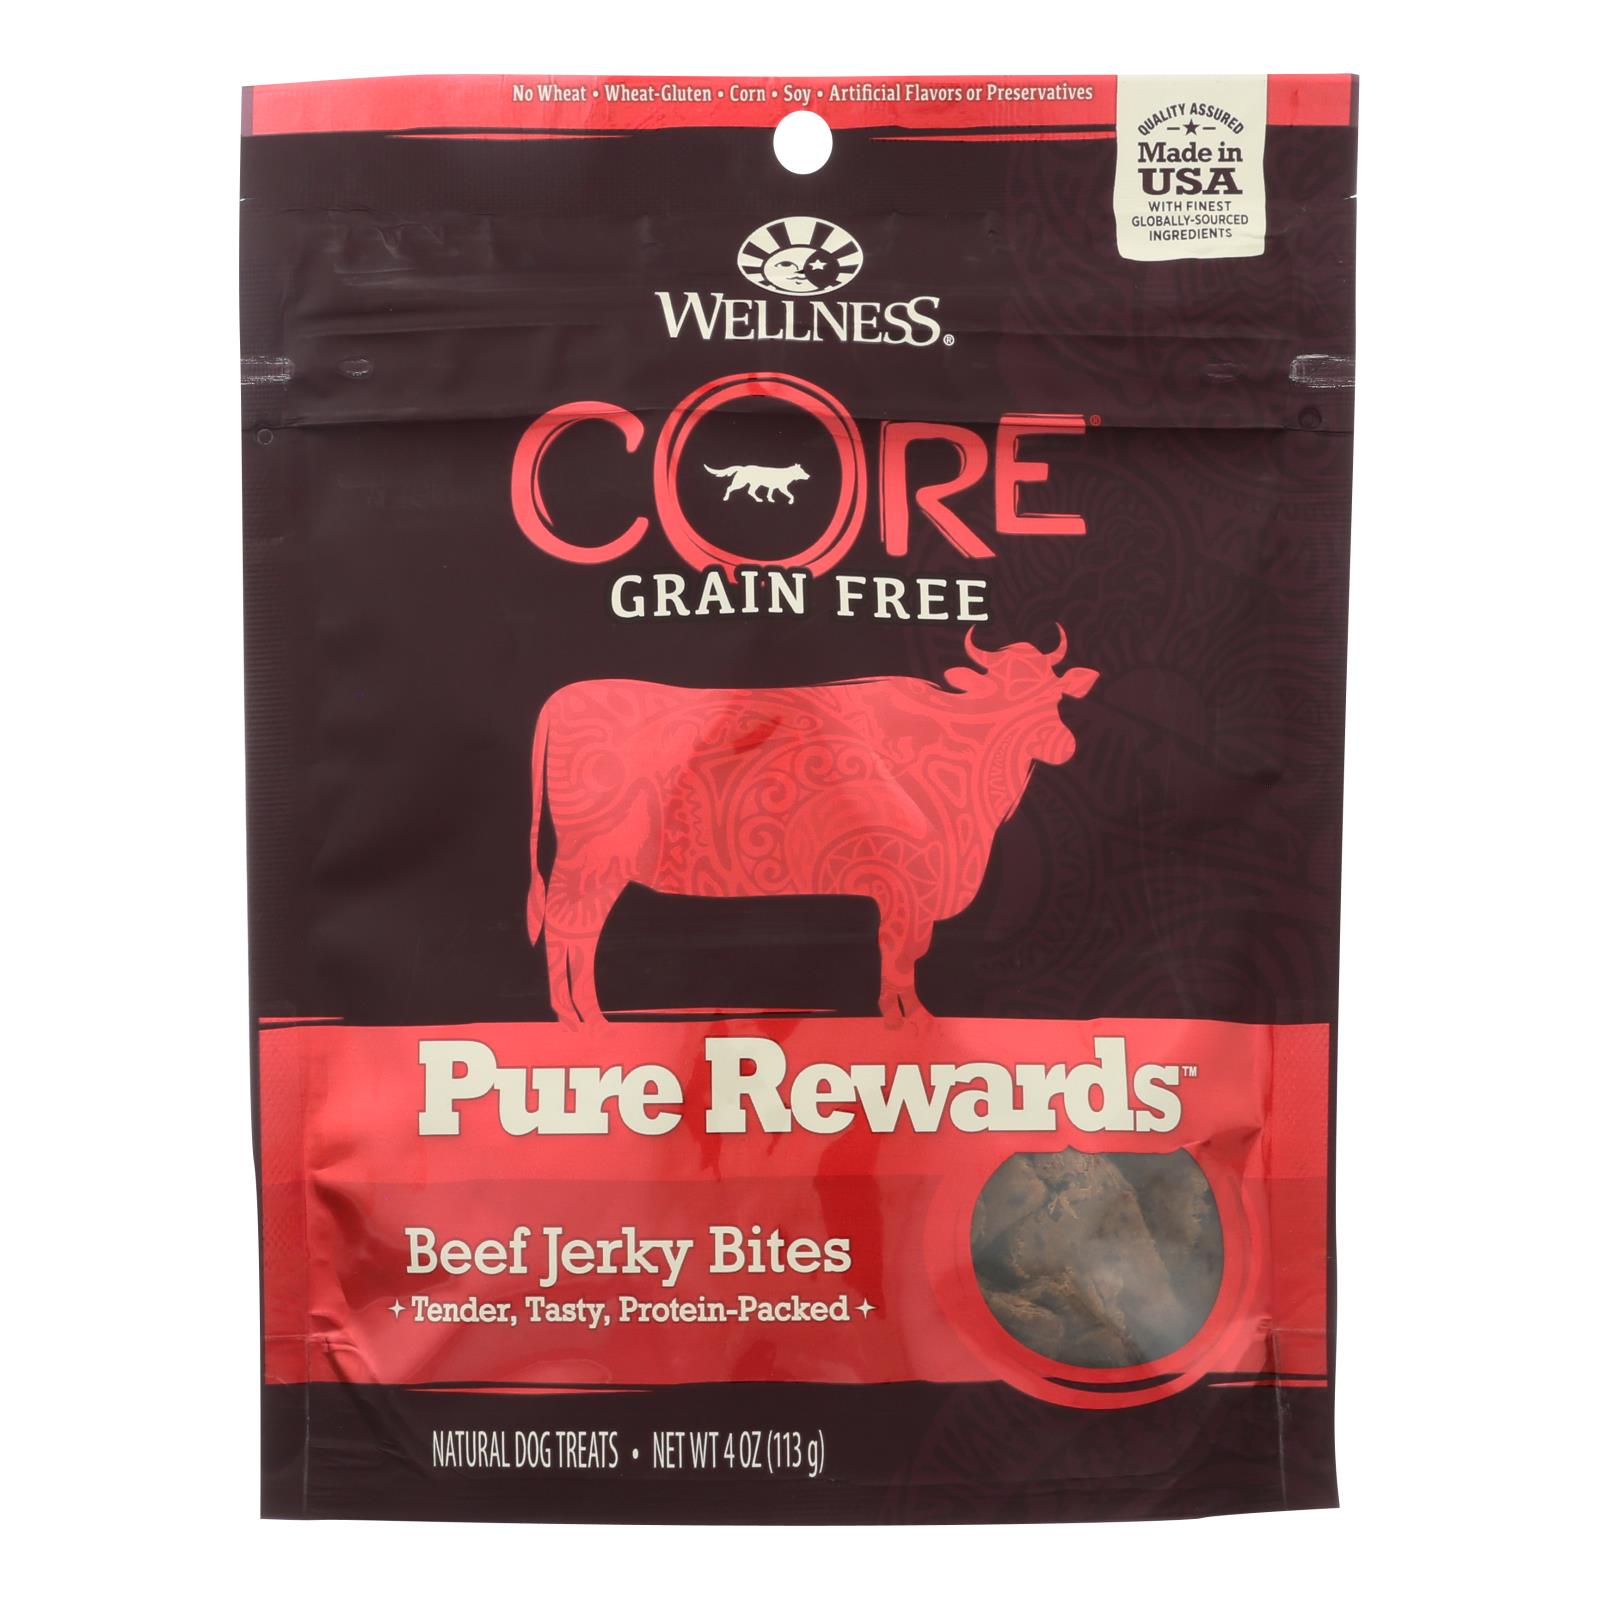 No Wheat • Wheat-Gluten • Corn • Soy • Artificial Flavors or Preservatives
QUALITY ASSURED
Made in
USA
WITH FINEST
GLOBALLY-SOURCED
INGREDIENTS
WELLNESS®
CORE®
GRAIN FREE
Pure Rewards™
Beef Jerky Bites
Tender, Tasty, Protein-Packed
NATURAL DOG TREATS • NET WT 4 OZ (113 g)